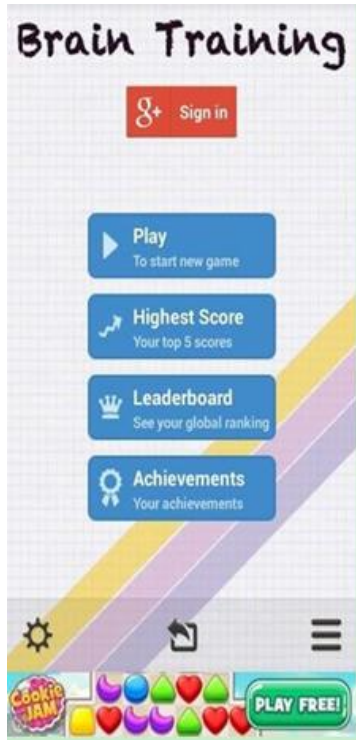 Brain Training
g+ Sign in
Play
To start new game
Highest Score
Your top 5 scores
Leaderboard
See your global ranking
Achievements
Your achievements
Cookie
JAM
PLAY FREE!